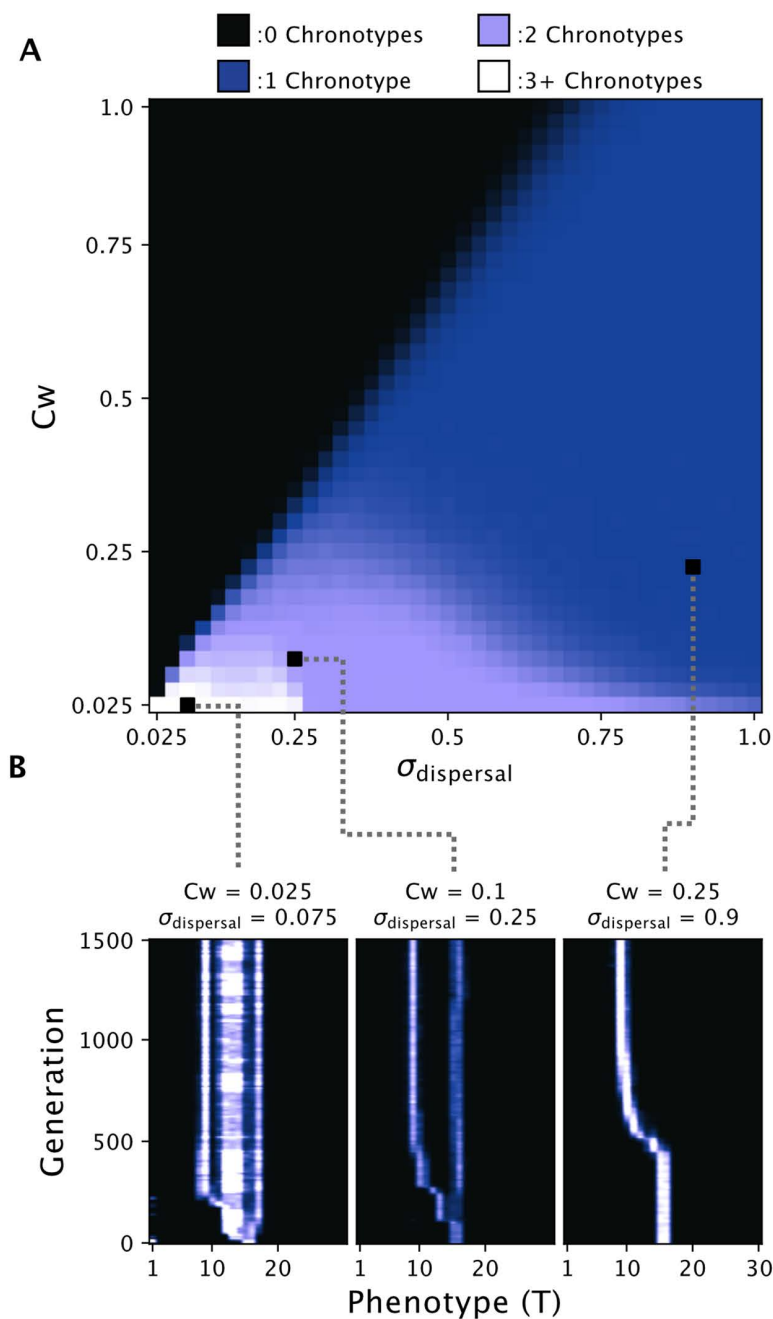 A
:0 Chronotypes :2 Chronotypes
:1 Chronotype :3+ Chronotypes
1.0
0.75
0.5
0.25
0.025
Cw
0.025 0.25 0.5 0.75 1.0
σdispersal
B
Cw = 0.025 Cw = 0.1 Cw = 0.25
σdispersal = 0.075 σdispersal = 0.25 σdispersal = 0.9
1500
1000
500
0
Generation
1 10 20 1 10 20 1 10 20 30
Phenotype (T)